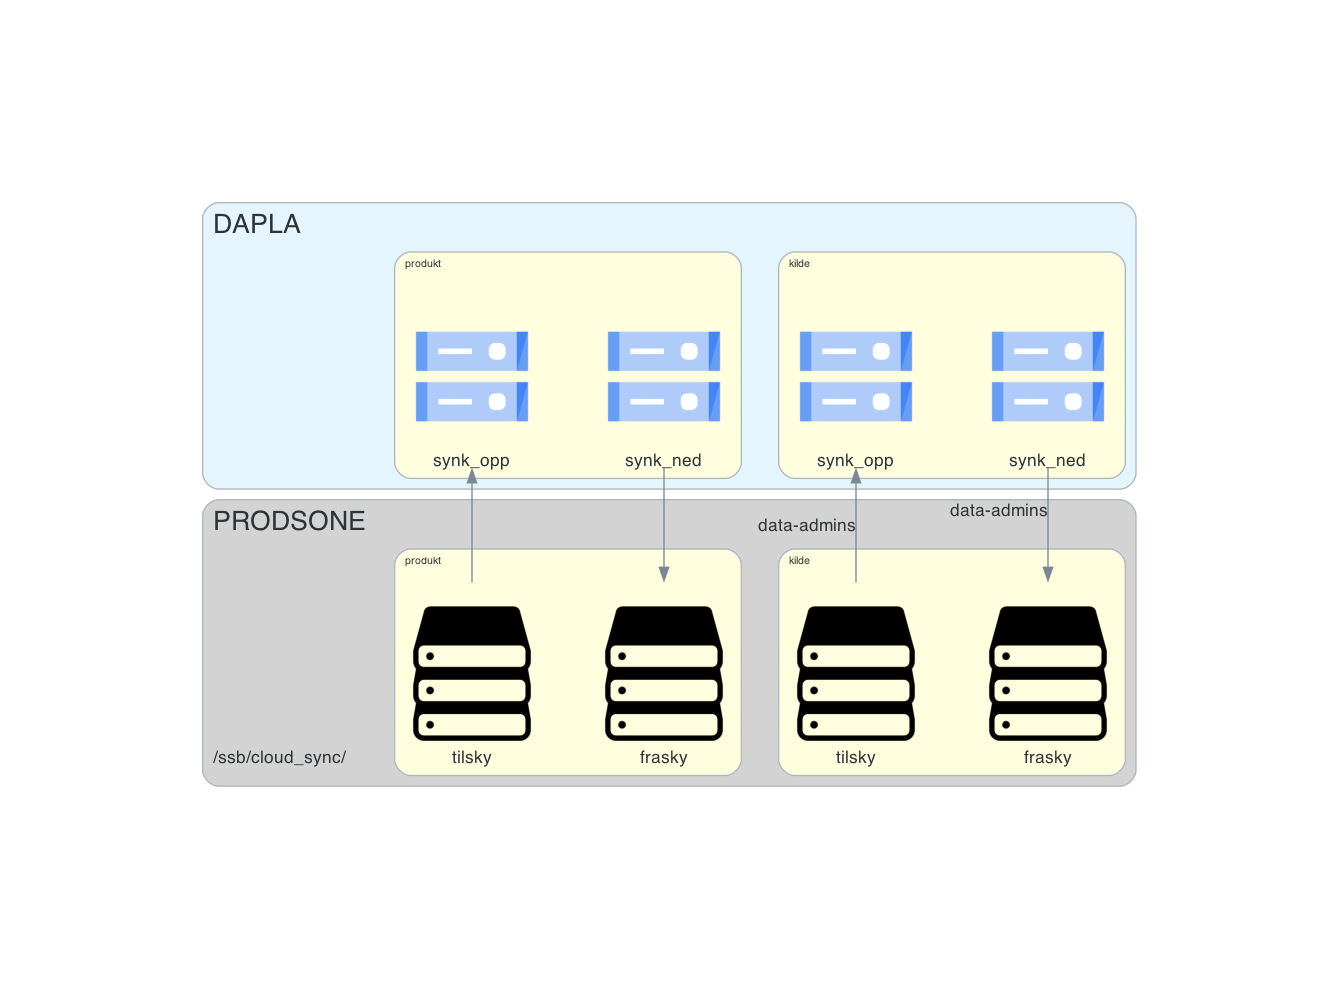 DAPLA
produkt
kilde
synk_opp
synk_ned
synk_opp
synk_ned
PRODSONE
data-admins
data-admins
produkt
kilde
/ssb/cloud_sync/
tilsky
frasky
tilsky
frasky